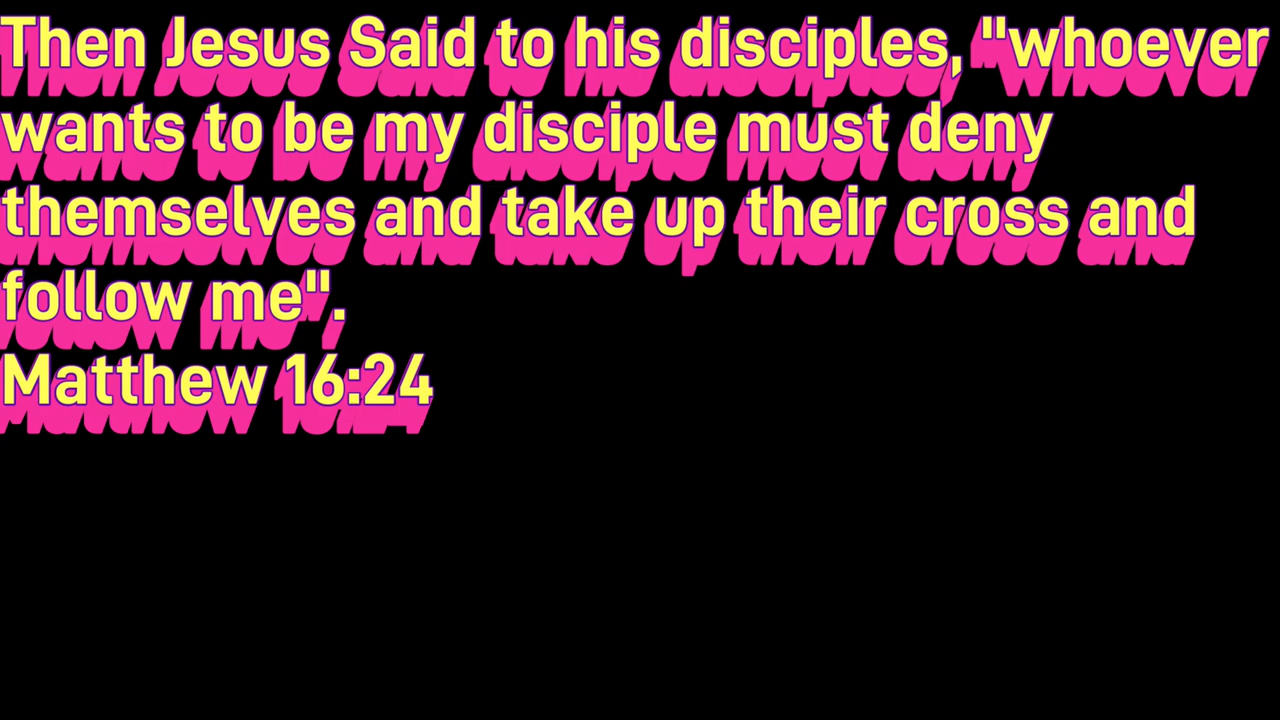 Then Jesus Said to his disciples, "whoever
wants to be my disciple must deny
themselves and take up their cross and
follow me".
Matthew 16:24